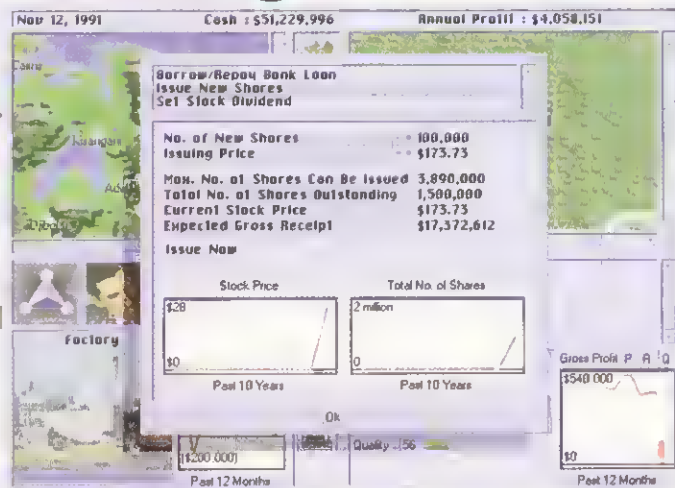 Nov 12, 1991 Cash : $51,229,996 Annual Profit : $4,058,151
Cairo
Borrow/Repay Bank Loan
Issue New Shares
Set Stock Dividend
No. of New Shares 100,000
Issuing Price $173.73
Max. No. of Shares Can Be Issued 3,890,000
Total No. of Shares Outstanding 1,500,000
Current Stock Price $173.73
Expected Gross Receipt $17,372,612
Issue Now
Stock Price Total No. of Shares
$28 2 million
$0 0
Past 10 Years Past 10 Years
Ok
Factory
Gross Profit P A Q
$540 000
$0
Past 12 Months
($200 000)
Quality : 56
Past 12 Months